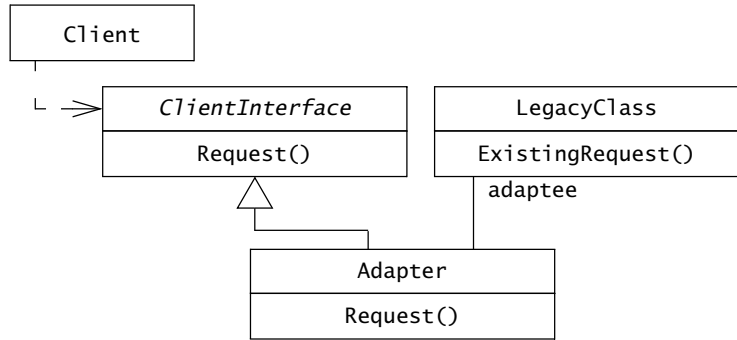 Client
ClientInterface
LegacyClass
Request()
ExistingRequest()
adaptee
Adapter
Request()